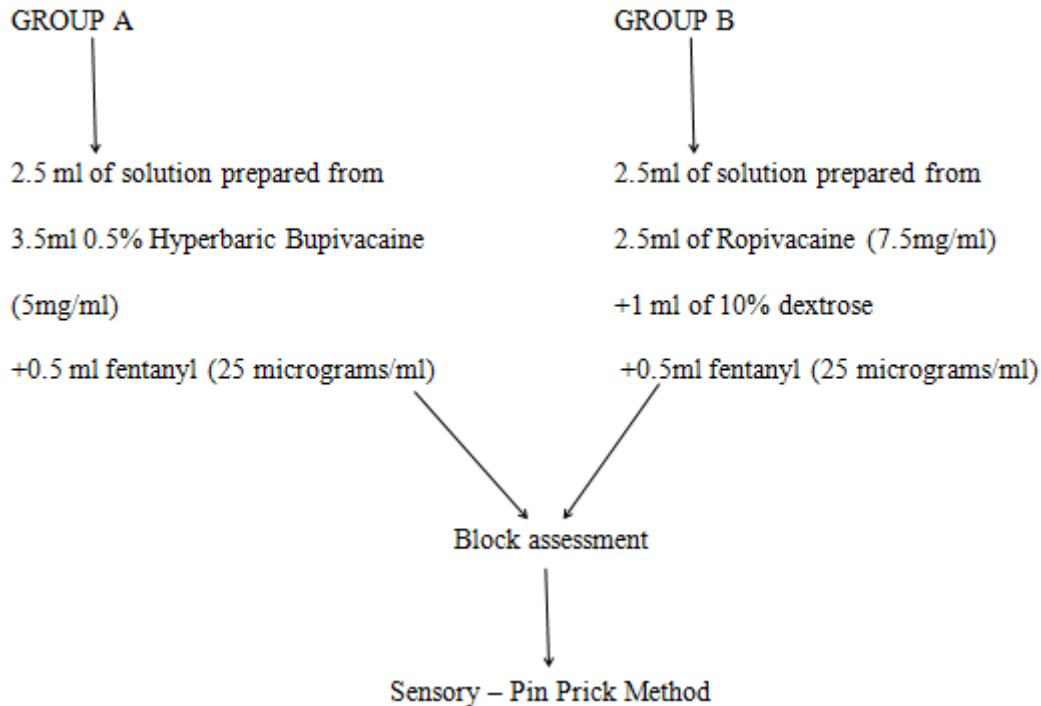 GROUP A
2.5 ml of solution prepared from
3.5ml 0.5% Hyperbaric Bupivacaine
(5mg/ml)
+0.5 ml fentanyl (25 micrograms/ml)
GROUP B
2.5ml of solution prepared from
2.5ml of Ropivacaine (7.5mg/ml)
+1 ml of 10% dextrose
+0.5ml fentanyl (25 micrograms/ml)
Block assessment
Sensory – Pin Prick Method